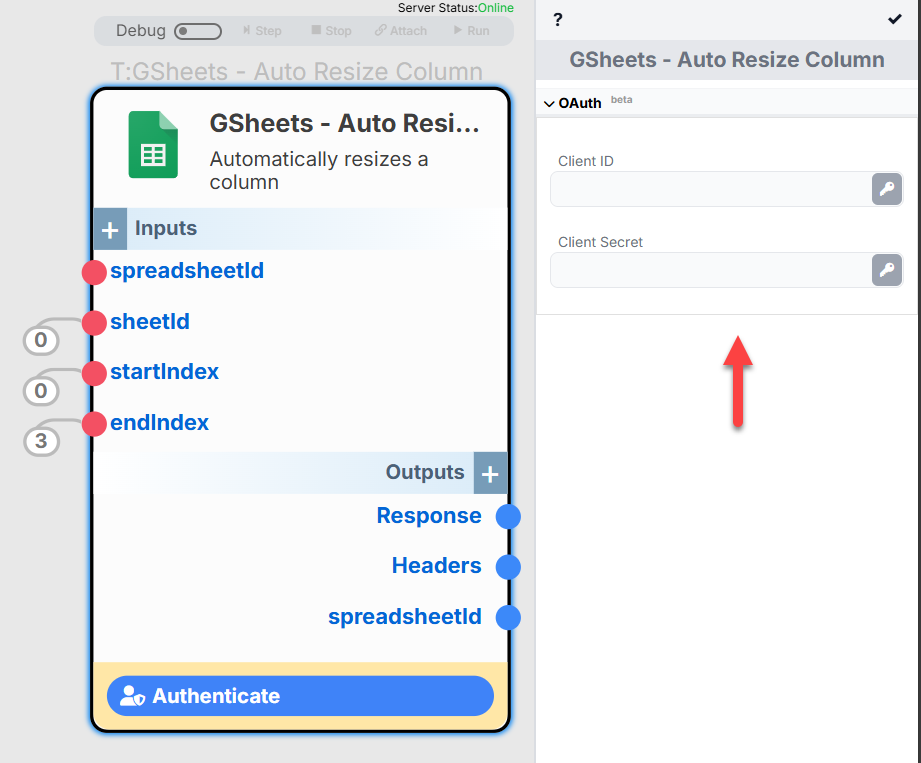 Server Status:Online
Debug Step Stop Attach Run
T:GSheets - Auto Resize Column
GSheets - Auto Resi...
Automatically resizes a
column
+ Inputs
spreadsheetId
sheetId
0
startIndex
0
endIndex
3
Outputs +
Response
Headers
spreadsheetId
Authenticate
?
GSheets - Auto Resize Column
OAuth beta
Client ID
Client Secret